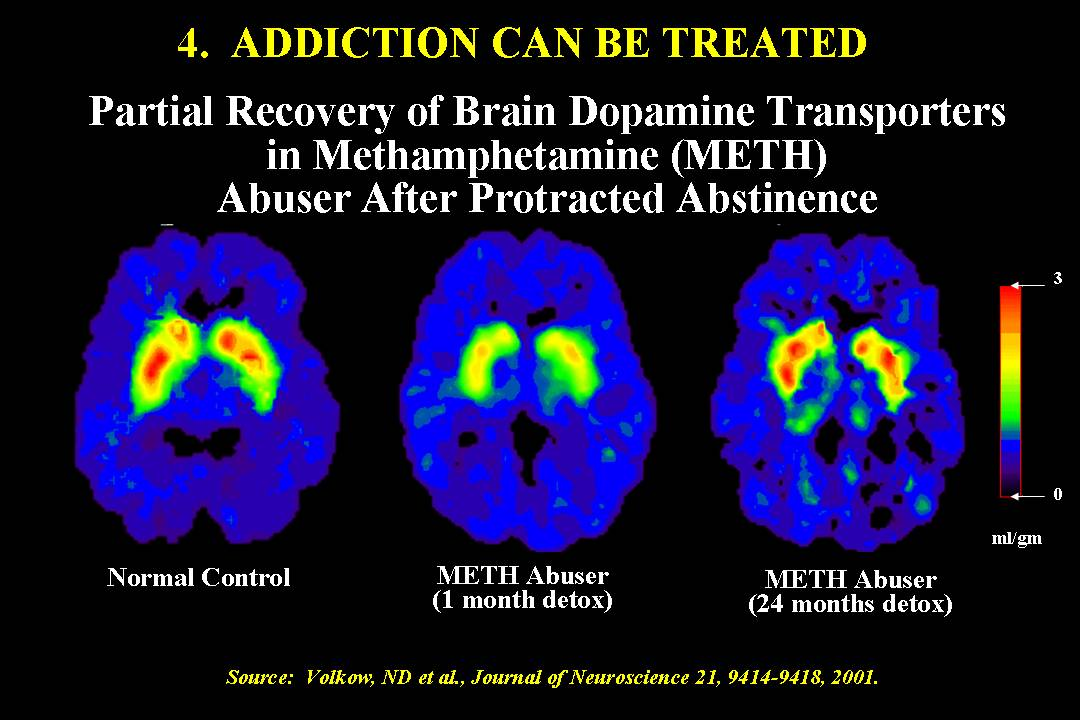 4. ADDICTION CAN BE TREATED
Partial Recovery of Brain Dopamine Transporters
in Methamphetamine (METH)
Abuser After Protracted Abstinence
3
0
ml/gm
Normal Control
METH Abuser
(1 month detox)
METH Abuser
(24 months detox)
Source: Volkow, ND et al., Journal of Neuroscience 21, 9414-9418, 2001.